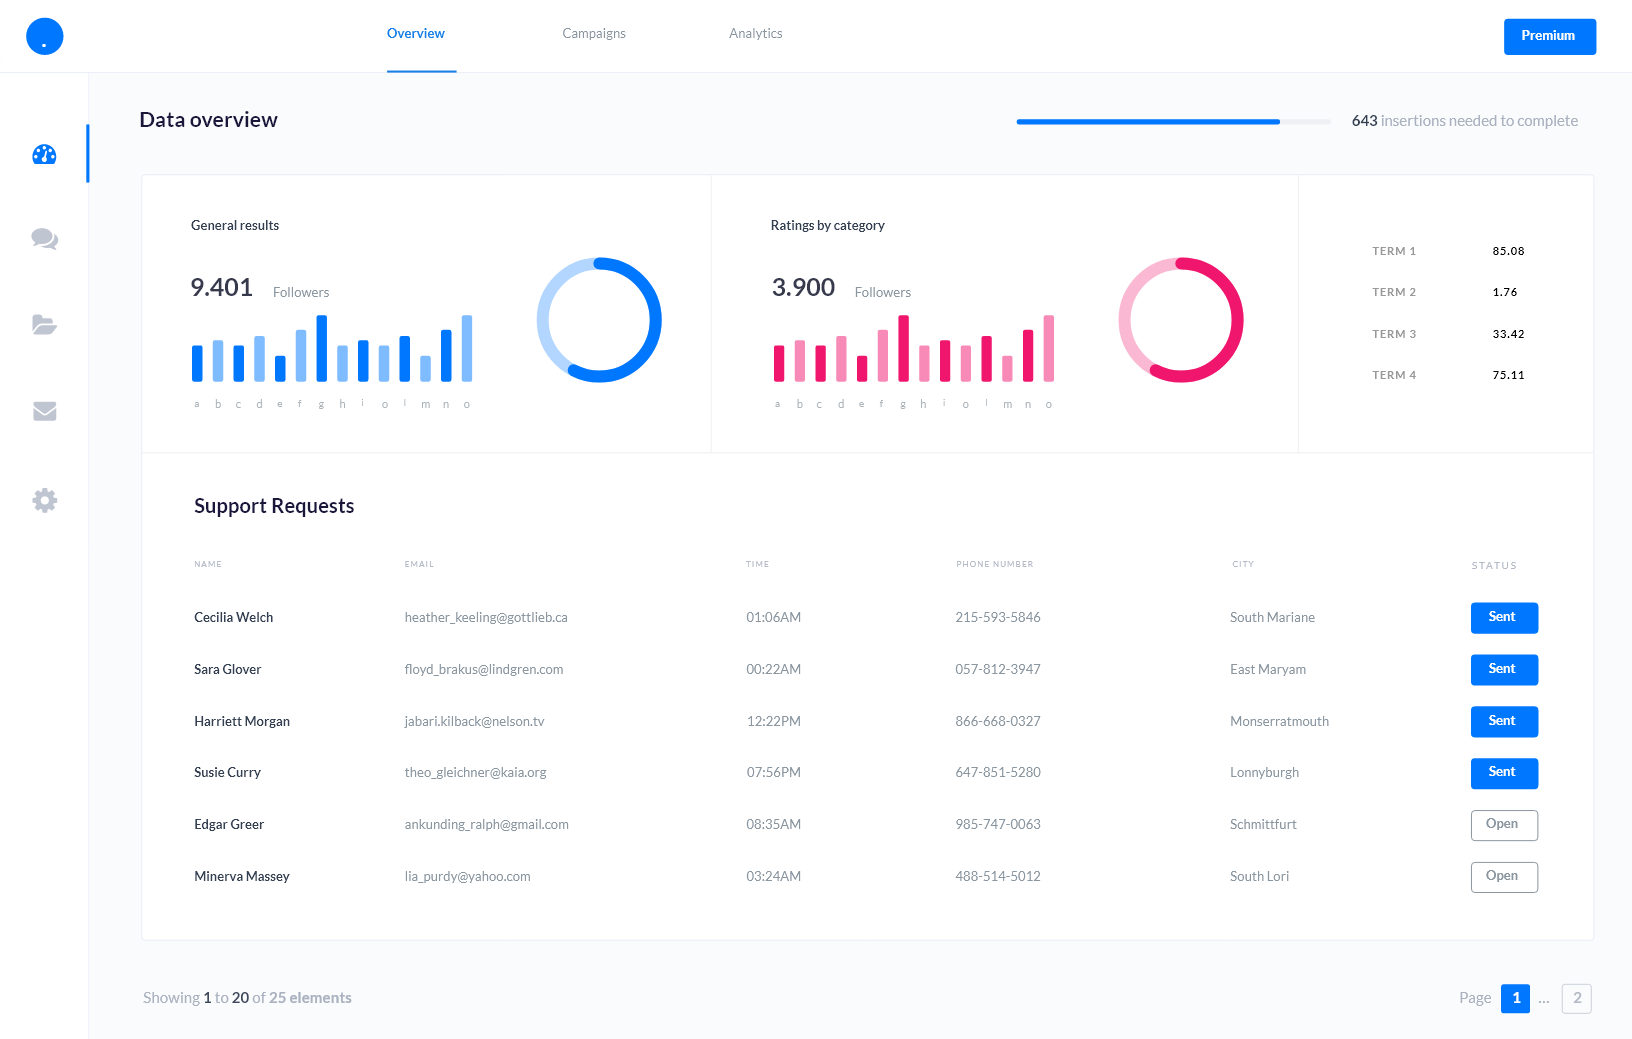 Overview Campaigns Analytics Premium
Data overview
643 insertions needed to complete
General results
9.401 Followers
a b c d e f g h i o l m n o
Ratings by category
3.900 Followers
a b c d e f g h i o l m n o
TERM 1 85.08
TERM 2 1.76
TERM 3 33.42
TERM 4 75.11
Support Requests
NAME EMAIL TIME PHONE NUMBER CITY STATUS
Cecilia Welch heather_keeling@gottlieb.ca 01:06AM 215-593-5846 South Mariane Sent
Sara Glover floyd_brakus@lindgren.com 00:22AM 057-812-3947 East Maryam Sent
Harriett Morgan jabari.kilback@nelson.tv 12:22PM 866-668-0327 Monserratmouth Sent
Susie Curry theo_gleichner@kaia.org 07:56PM 647-851-5280 Lonnyburgh Sent
Edgar Greer ankunding_ralph@gmail.com 08:35AM 985-747-0063 Schmittfurt Open
Minerva Massey lia_purdy@yahoo.com 03:24AM 488-514-5012 South Lori Open
Showing 1 to 20 of 25 elements
Page 1 ... 2